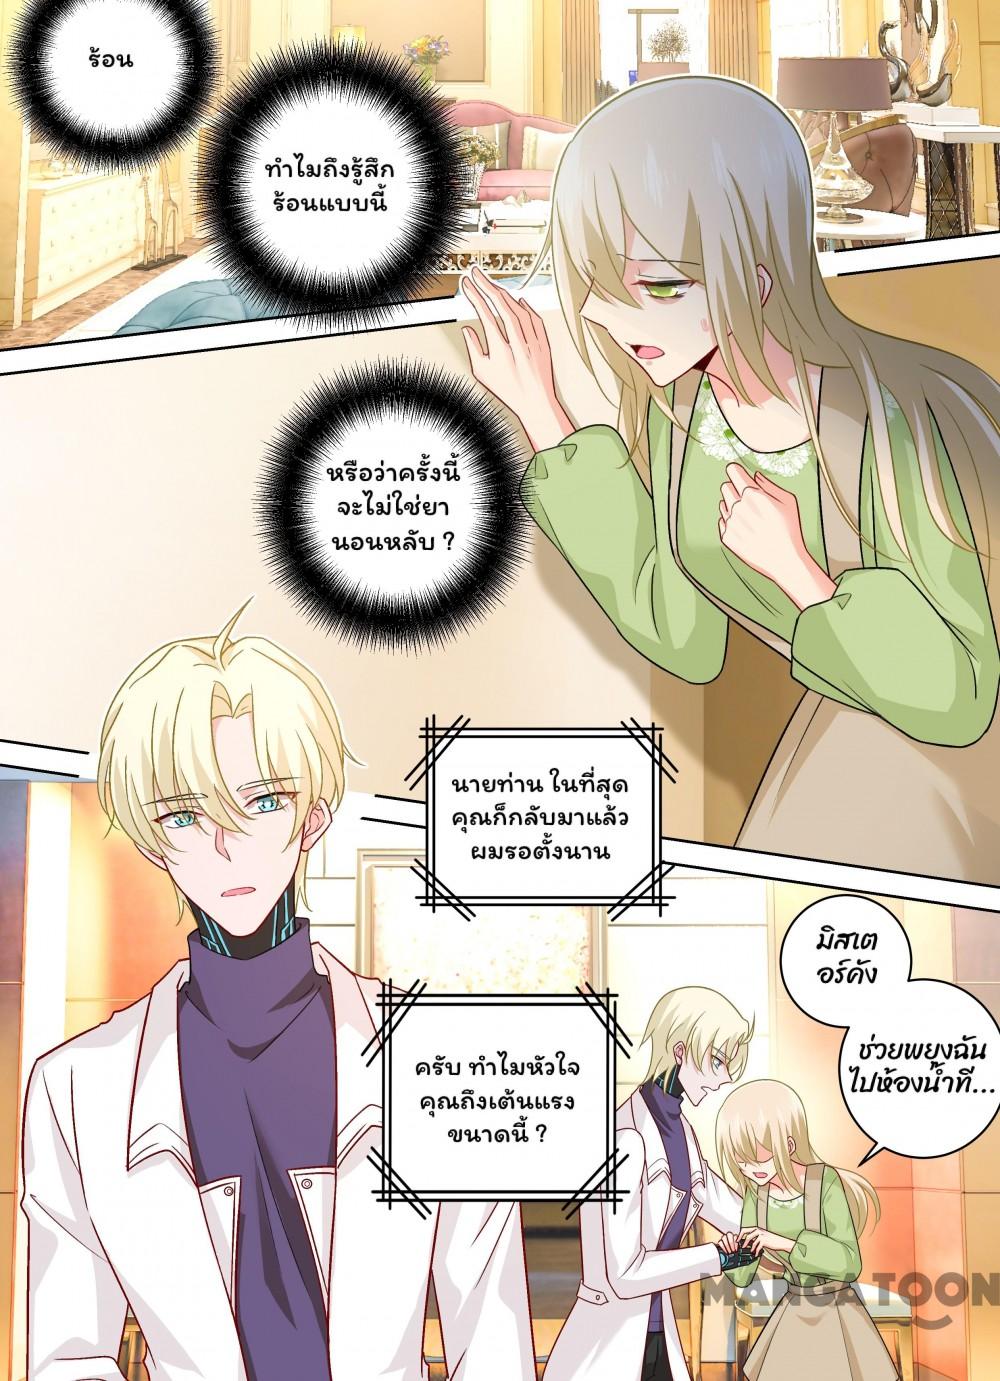 ร้อน
ทำไมถึงรู้สึก
ร้อนแบบนี้
หรือว่าครั้งนี้
จะไม่ใช่ยา
นอนหลับ ?
นายท่าน ในที่สุด
คุณก็กลับมาแล้ว
ผมรอตั้งนาน
มิสเต
อร์คัง
ช่วยพยุงฉัน
ไปห้องน้ำที...
ครับ ทำไมหัวใจ
คุณถึงเต้นแรง
ขนาดนี้ ?
MANGATOON